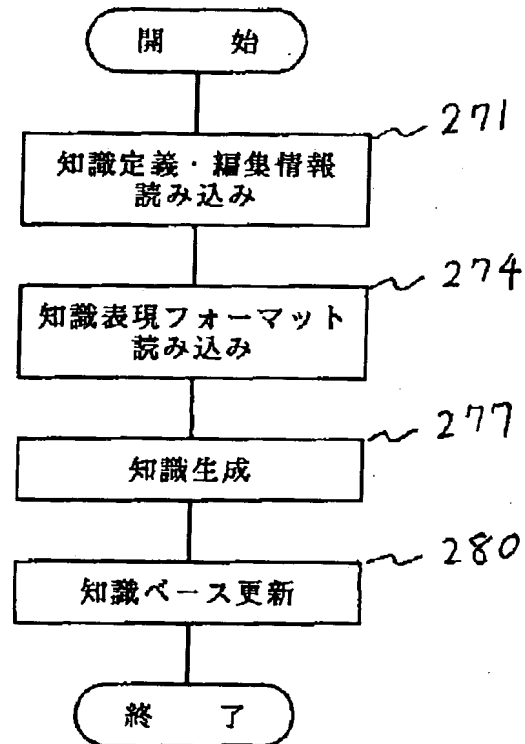 開 始
271
知識定義・編集情報
読み込み
274
知識表現フォーマット
読み込み
277
知識生成
280
知識ベース更新
終 了